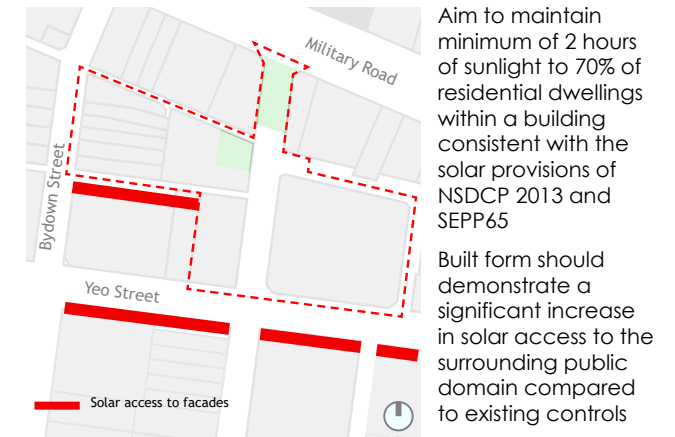 Military Road
Bydown Street
Yeo Street
Solar access to facades
Aim to maintain
minimum of 2 hours
of sunlight to 70% of
residential dwellings
within a building
consistent with the
solar provisions of
NSDCP 2013 and
SEPP65
Built form should
demonstrate a
significant increase
in solar access to the
surrounding public
domain compared
to existing controls